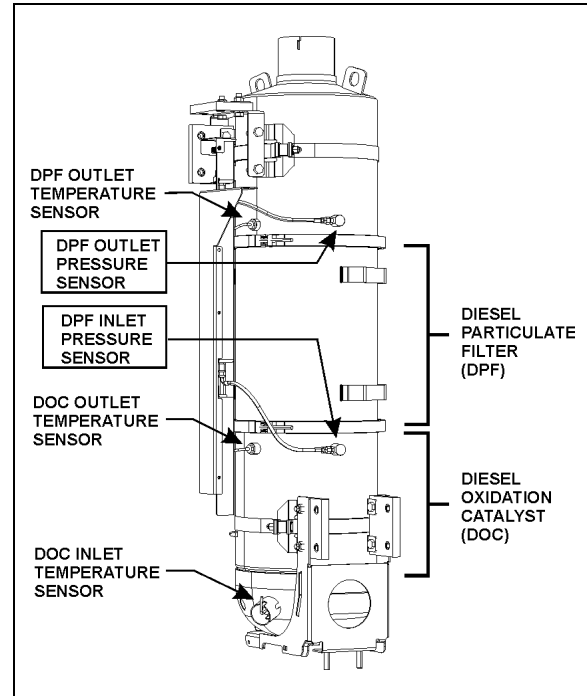 DPF OUTLET
TEMPERATURE
SENSOR
DPF OUTLET
PRESSURE
SENSOR
DPF INLET
PRESSURE
SENSOR
DOC OUTLET
TEMPERATURE
SENSOR
DOC INLET
TEMPERATURE
SENSOR
DIESEL
PARTICULATE
FILTER
(DPF)
DIESEL
OXIDATION
CATALYST
(DOC)